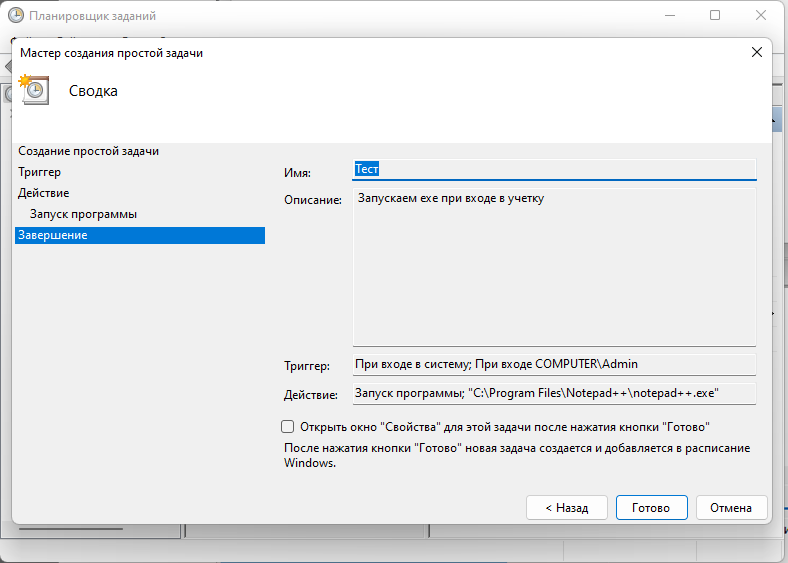 Планировщик заданий
Мастер создания простой задачи
Сводка
Создание простой задачи
Триггер
Действие
Запуск программы
Завершение
Имя: Тест
Описание: Запускаем exe при входе в учетку
Триггер: При входе в систему; При входе COMPUTER\Admin
Действие: Запуск программы; "C:\Program Files\Notepad++\notepad++.exe"
Открыть окно "Свойства" для этой задачи после нажатия кнопки "Готово"
После нажатия кнопки "Готово" новая задача создается и добавляется в расписание
Windows.
< Назад Готово Отмена